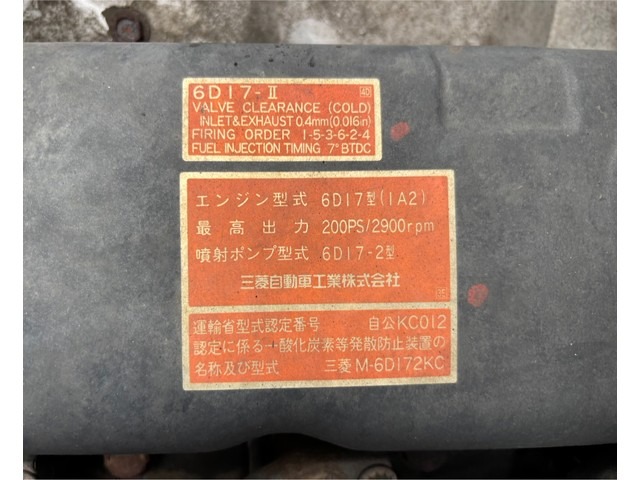 6D17-Ⅱ
4D
VALVE CLEARANCE (COLD)
INLET&EXHAUST 0.4mm(0.016in)
FIRING ORDER 1-5-3-6-2-4
FUEL INJECTION TIMING 7° BTDC
エンジン型式 6D17型(1A2)
最高出力 200PS/2900rpm
噴射ポンプ型式 6D17-2型
三菱自動車工業株式会社
運輸省型式認定番号 自公KC012
認定に係る一酸化炭素等発散防止装置の
名称及び型式 三菱 M-6D172KC